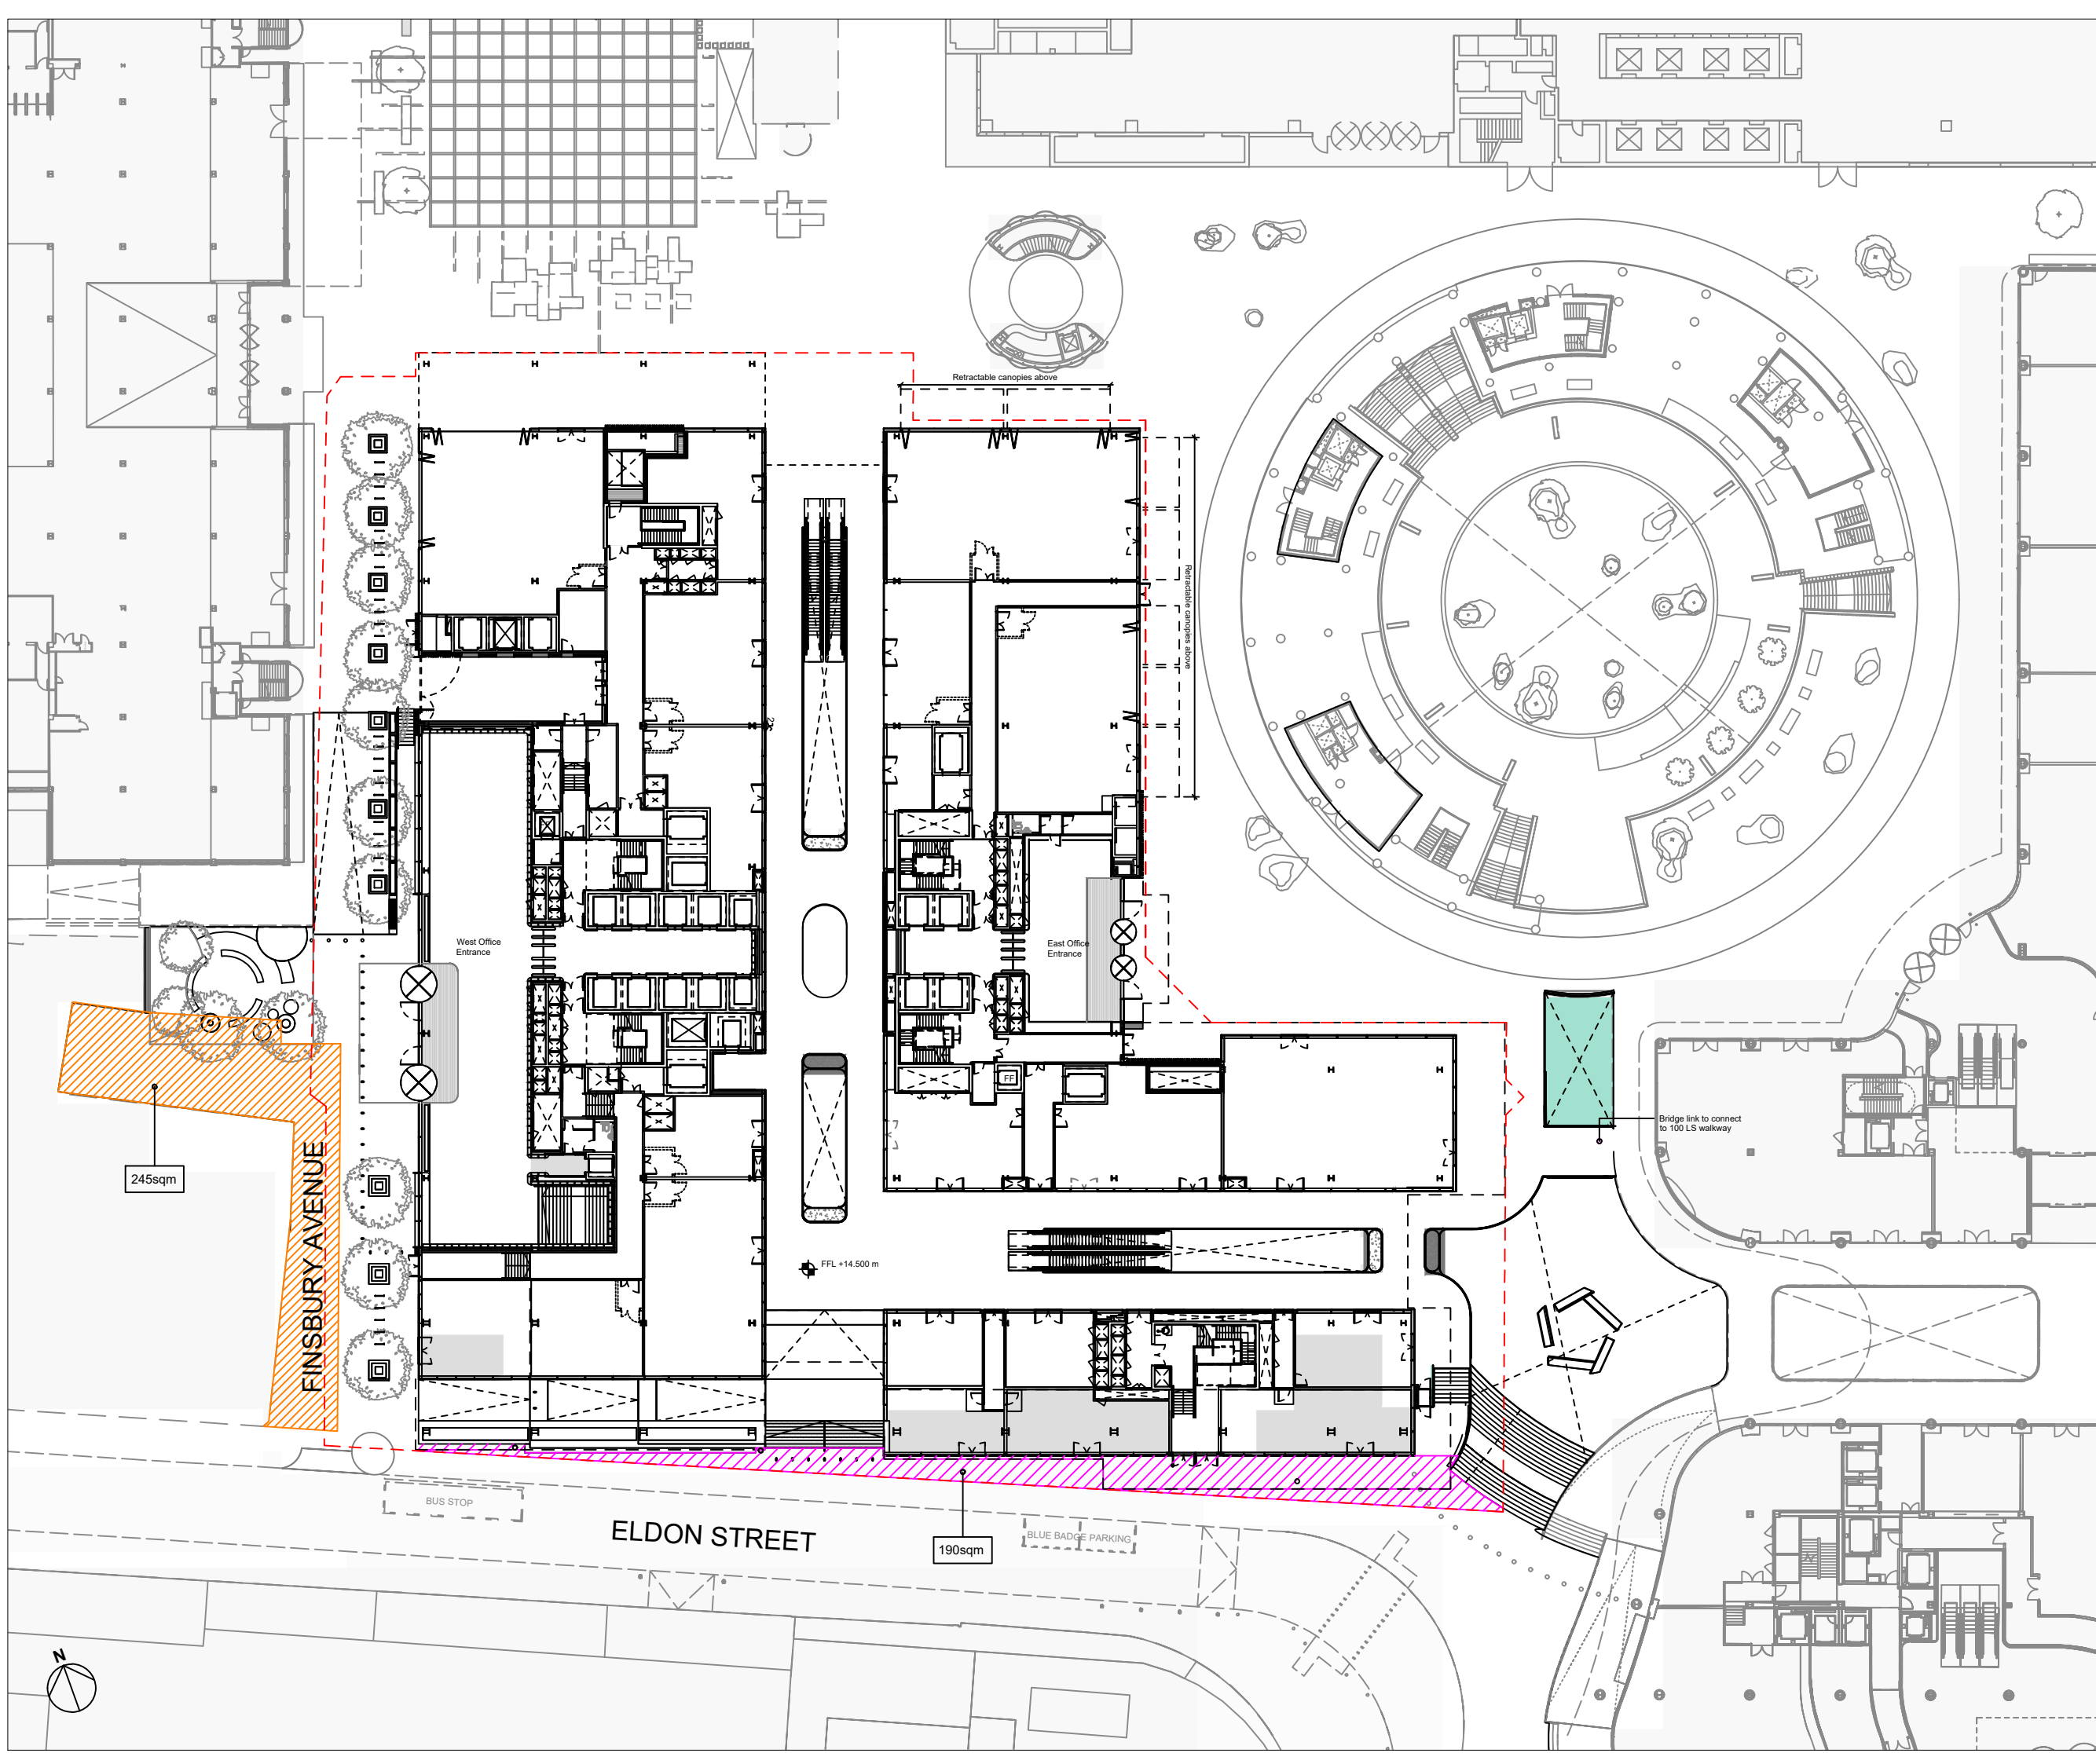 Retractable canopies above
Retractable canopies above
West Office
Entrance
East Office
Entrance
FF
Bridge link to connect
to 100 LS walkway
245sqm
FINSBURY AVENUE
FFL +14.500 m
BUS STOP
ELDON STREET
BLUE BADGE PARKING
190sqm
N